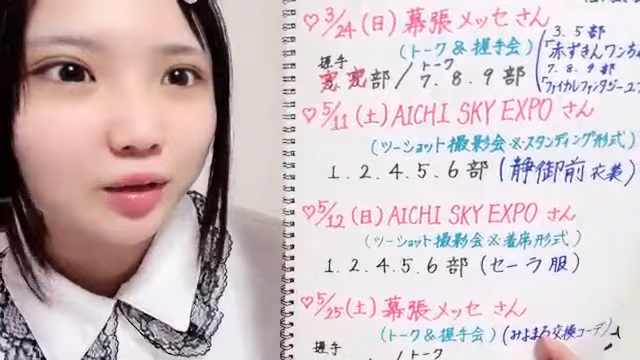 ♡3/24(日)幕張メッセさん
(トーク&握手会)
3.5部
「赤ずきんワンち
7.8.9部
「ファイナルファンタジーユフ
握手 トーク
部/7.8.9部
♡5/11(土)AICHI SKY EXPOさん
(ツーショット撮影会※スタンディング形式)
1.2.4.5.6部(静御前衣装)
♡5/12(日)AICHI SKY EXPOさん
(ツーショット撮影会※着席形式)
1.2.4.5.6部(セーラ服)
♡5/25(土)幕張メッセさん
(トーク&握手会)(みよまろ交換コーデ)
握手
/トーク